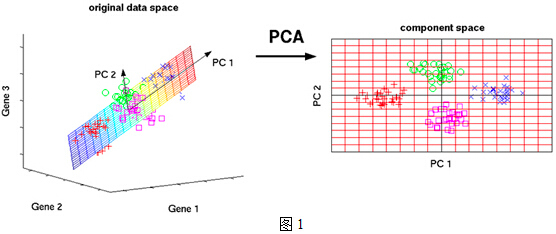 original data space
PC 1
PC 2
Gene 3
Gene 2
Gene 1
PCA
component space
PC 2
PC 1
图 1